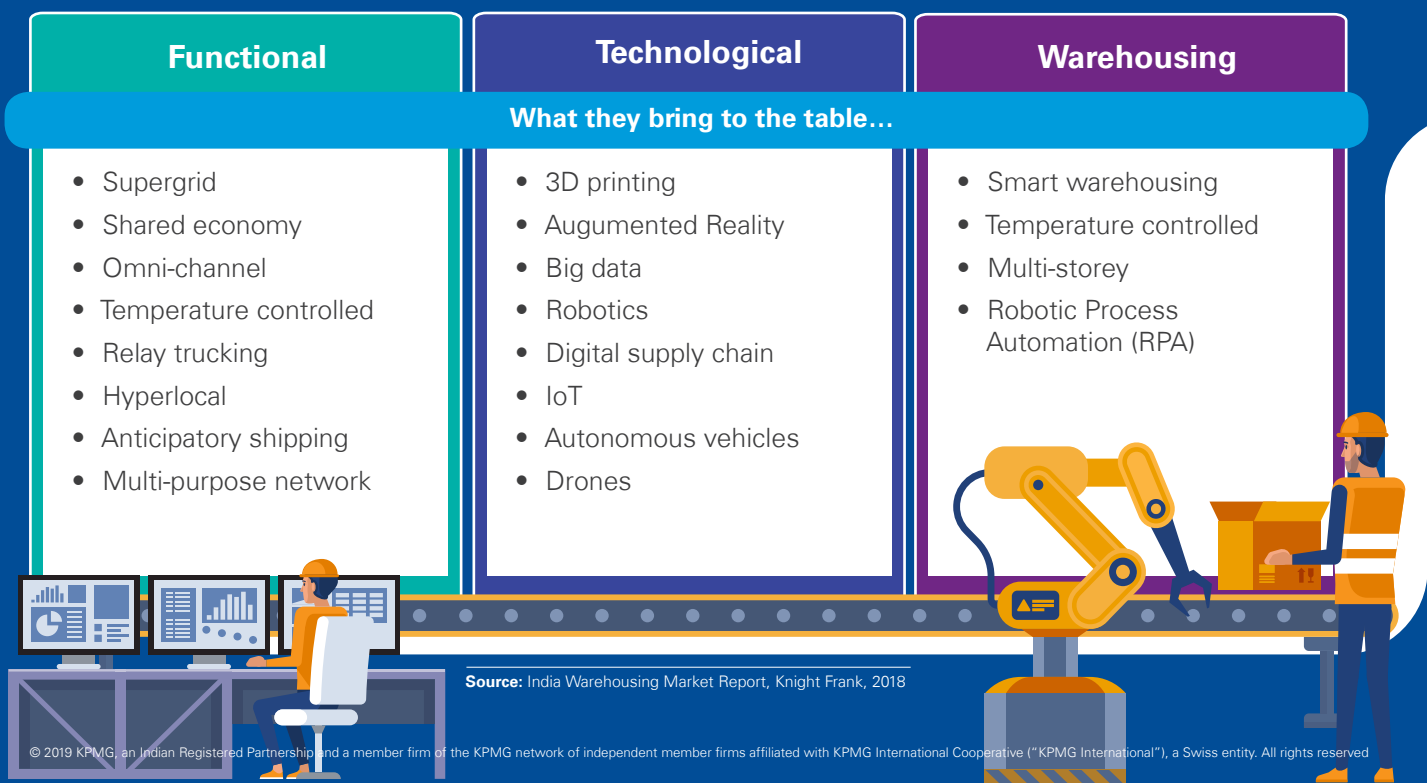 Functional
Technological
Warehousing
What they bring to the table…
• Supergrid
• Shared economy
• Omni-channel
• Temperature controlled
• Relay trucking
• Hyperlocal
• Anticipatory shipping
• Multi-purpose network
• 3D printing
• Augumented Reality
• Big data
• Robotics
• Digital supply chain
• IoT
• Autonomous vehicles
• Drones
• Smart warehousing
• Temperature controlled
• Multi-storey
• Robotic Process
Automation (RPA)
Source: India Warehousing Market Report, Knight Frank, 2018
© 2019 KPMG, an Indian Registered Partnership and a member firm of the KPMG network of independent member firms affiliated with KPMG International Cooperative (“KPMG International”), a Swiss entity. All rights reserved